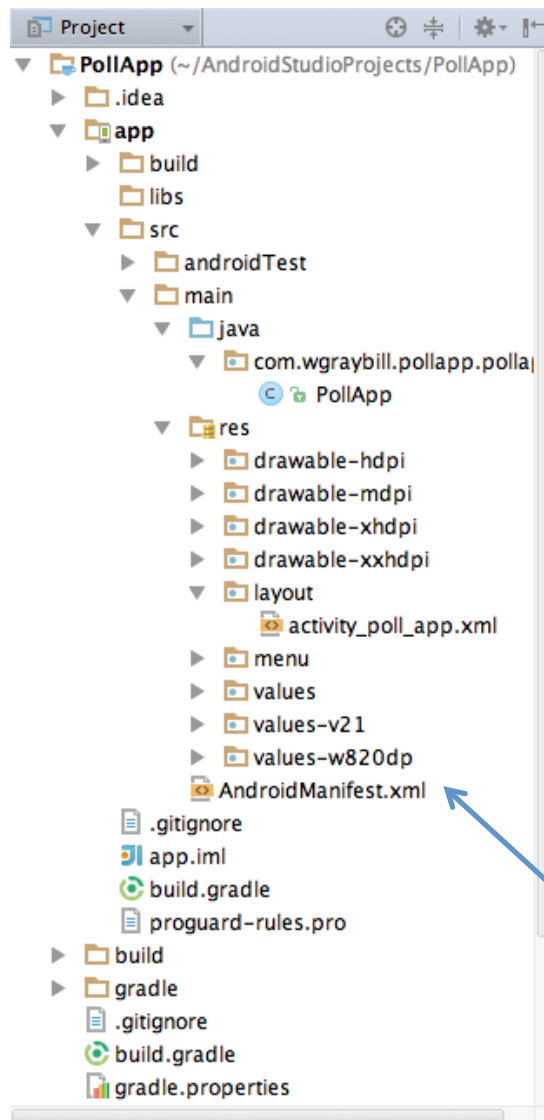 Project
PollApp (~/AndroidStudioProjects/PollApp)
.idea
app
build
libs
src
androidTest
main
java
com.wgraybill.pollapp.polla
C PollApp
res
drawable-hdpi
drawable-mdpi
drawable-xhdpi
drawable-xxhdpi
layout
activity_poll_app.xml
menu
values
values-v21
values-w820dp
AndroidManifest.xml
.gitignore
app.iml
build.gradle
proguard-rules.pro
build
gradle
.gitignore
build.gradle
gradle.properties